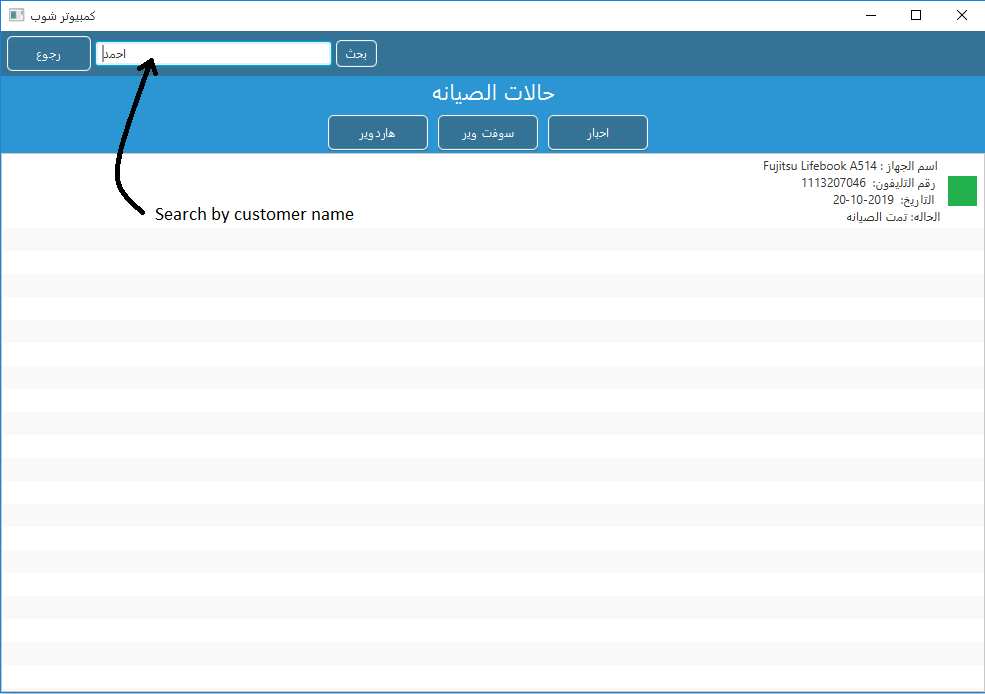 كمبيوتر شوب
رجوع
احمد
بحث
حالات الصيانه
هاردوير
سوفت وير
اخبار
اسم الجهاز : Fujitsu Lifebook A514
رقم التليفون: 1113207046
التاريخ: 2019-10-20
الحاله: تمت الصيانه
Search by customer name